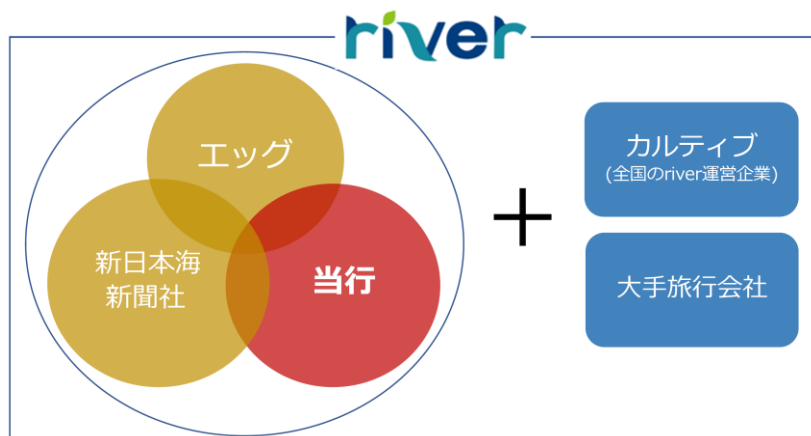 river
エッグ
新日本海
新聞社
当行
+
カルティブ
(全国のriver運営企業)
大手旅行会社